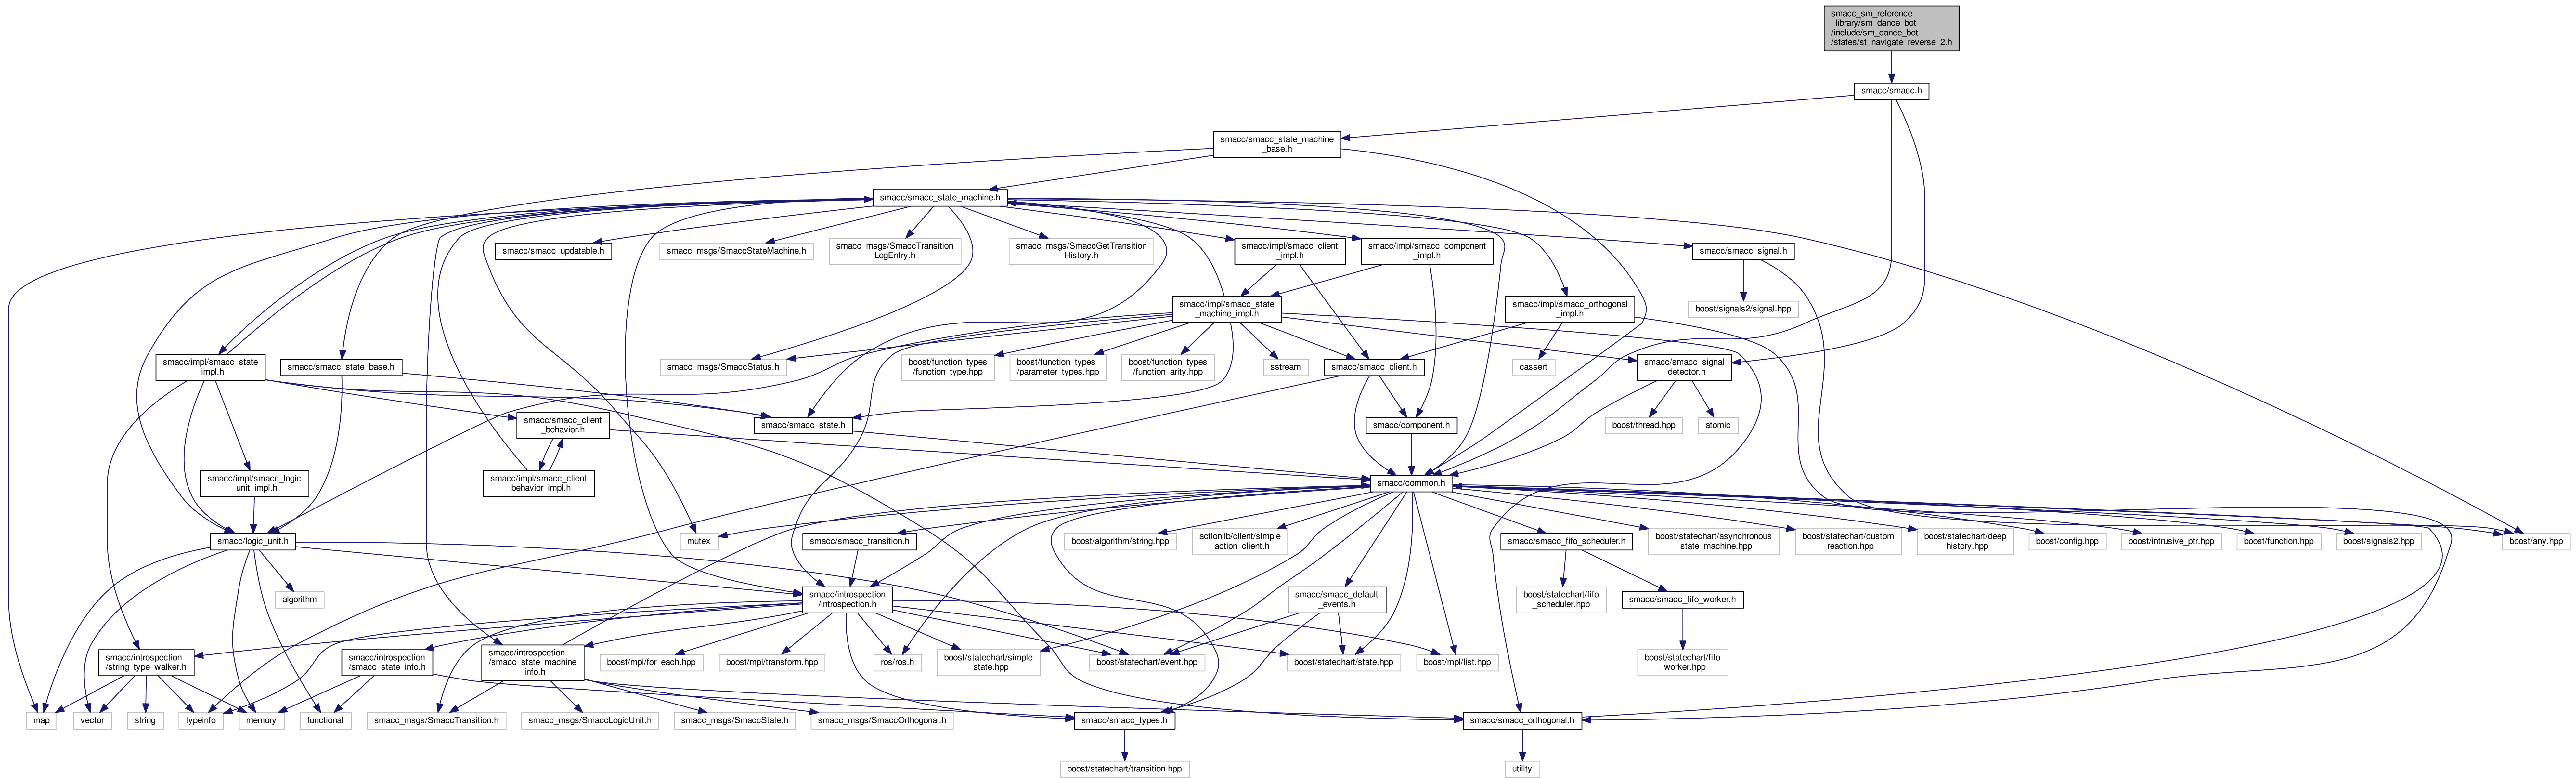 smacc_sm_reference
_library/sm_dance_bot
/include/sm_dance_bot
/states/st_navigate_reverse_2.h
smacc/smacc.h
smacc/smacc_state_machine
_base.h
smacc/smacc_state_machine.h
smacc/smacc_updatable.h
smacc_msgs/SmaccStateMachine.h
smacc_msgs/SmaccTransition
LogEntry.h
smacc_msgs/SmaccGetTransition
History.h
smacc/impl/smacc_client
_impl.h
smacc/impl/smacc_component
_impl.h
smacc/smacc_signal.h
smacc/impl/smacc_state
_machine_impl.h
smacc/impl/smacc_orthogonal
_impl.h
boost/signals2/signal.hpp
smacc/impl/smacc_state
_impl.h
smacc/smacc_state_base.h
smacc_msgs/SmaccStatus.h
boost/function_types
/function_type.hpp
boost/function_types
/parameter_types.hpp
boost/function_types
/function_arity.hpp
sstream
smacc/smacc_client.h
cassert
smacc/smacc_signal
_detector.h
smacc/smacc_client
_behavior.h
smacc/smacc_state.h
smacc/component.h
boost/thread.hpp
atomic
smacc/impl/smacc_logic
_unit_impl.h
smacc/impl/smacc_client
_behavior_impl.h
smacc/common.h
smacc/logic_unit.h
mutex
smacc/smacc_transition.h
boost/algorithm/string.hpp
actionlib/client/simple
_action_client.h
smacc/smacc_fifo_scheduler.h
boost/statechart/asynchronous
_state_machine.hpp
boost/statechart/custom
_reaction.hpp
boost/statechart/deep
_history.hpp
boost/config.hpp
boost/intrusive_ptr.hpp
boost/function.hpp
boost/signals2.hpp
boost/any.hpp
algorithm
smacc/introspection
/introspection.h
smacc/smacc_default
_events.h
boost/statechart/fifo
_scheduler.hpp
smacc/smacc_fifo_worker.h
smacc/introspection
/string_type_walker.h
smacc/introspection
/smacc_state_info.h
smacc/introspection
/smacc_state_machine
_info.h
boost/mpl/for_each.hpp
boost/mpl/transform.hpp
ros/ros.h
boost/statechart/simple
_state.hpp
boost/statechart/event.hpp
boost/statechart/state.hpp
boost/mpl/list.hpp
boost/statechart/fifo
_worker.hpp
map
vector
string
typeinfo
memory
functional
smacc_msgs/SmaccTransition.h
smacc_msgs/SmaccLogicUnit.h
smacc_msgs/SmaccState.h
smacc_msgs/SmaccOrthogonal.h
smacc/smacc_types.h
smacc/smacc_orthogonal.h
boost/statechart/transition.hpp
utility